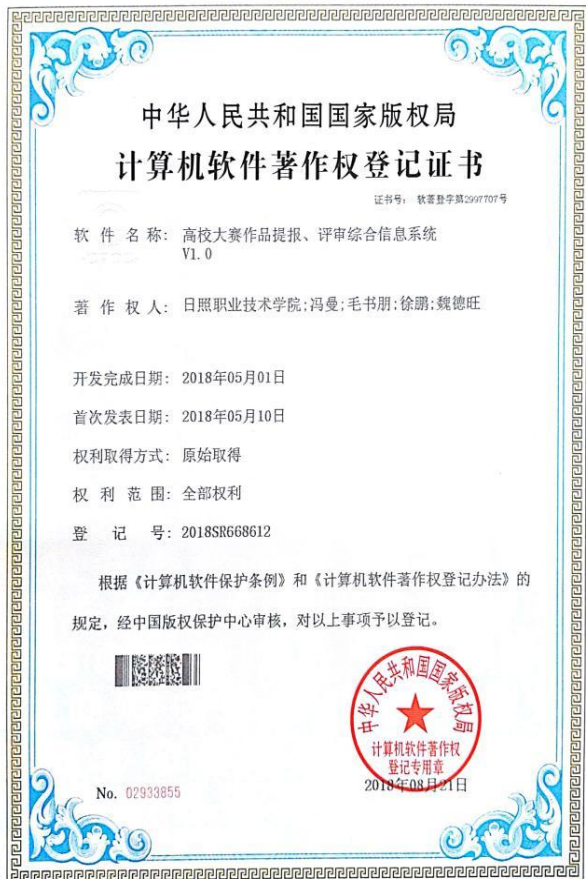 中华人民共和国国家版权局
计算机软件著作权登记证书
证书号： 软著登字第2997707号
软 件 名 称： 高校大赛作品提报、评审综合信息系统
V1.0
著 作 权 人： 日照职业技术学院;冯曼;毛书朋;徐鹏;魏德旺
开发完成日期： 2018年05月01日
首次发表日期： 2018年05月10日
权利取得方式： 原始取得
权 利 范 围： 全部权利
登 记 号： 2018SR668612
根据《计算机软件保护条例》和《计算机软件著作权登记办法》的
规定，经中国版权保护中心审核，对以上事项予以登记。
中华人民共和国国家版权局
计算机软件著作权
登记专用章
No. 02933855
2018年08月21日